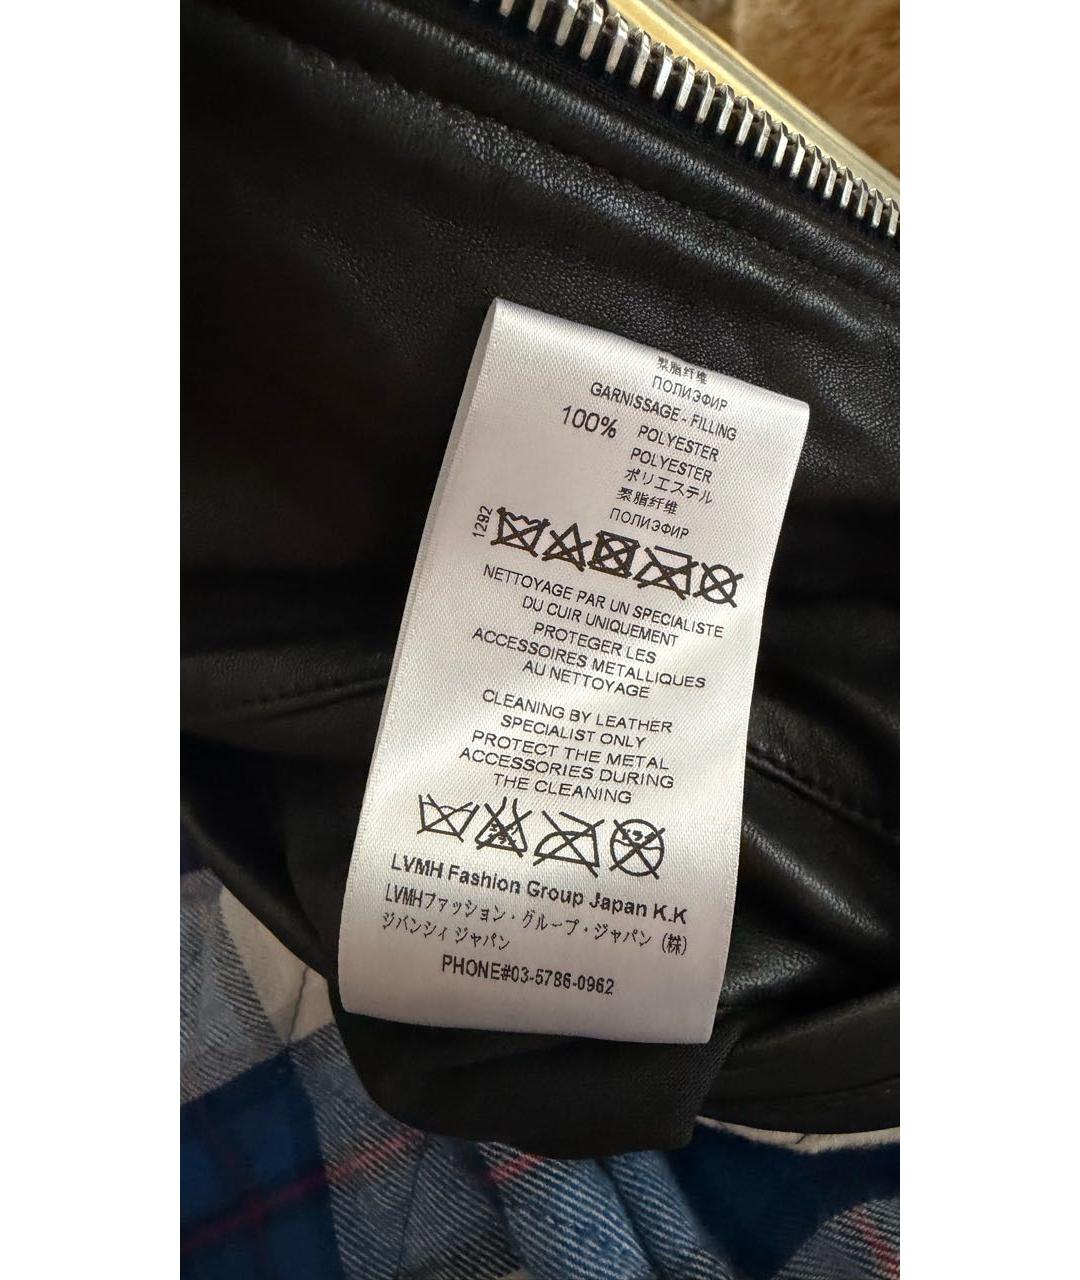 聚脂纤维
ПОЛИЭФИР
GARNISSAGE - FILLING
100% POLYESTER
POLYESTER
ポリエステル
聚脂纤维
ПОЛИЭФИР
1292
NETTOYAGE PAR UN SPECIALISTE
DU CUIR UNIQUEMENT
PROTEGER LES
ACCESSOIRES METALLIQUES
AU NETTOYAGE
CLEANING BY LEATHER
SPECIALIST ONLY
PROTECT THE METAL
ACCESSORIES DURING
THE CLEANING
LVMH Fashion Group Japan K.K
LVMHファッション・グループ・ジャパン（株）
ジバンシィ ジャパン
PHONE#03-5786-0962